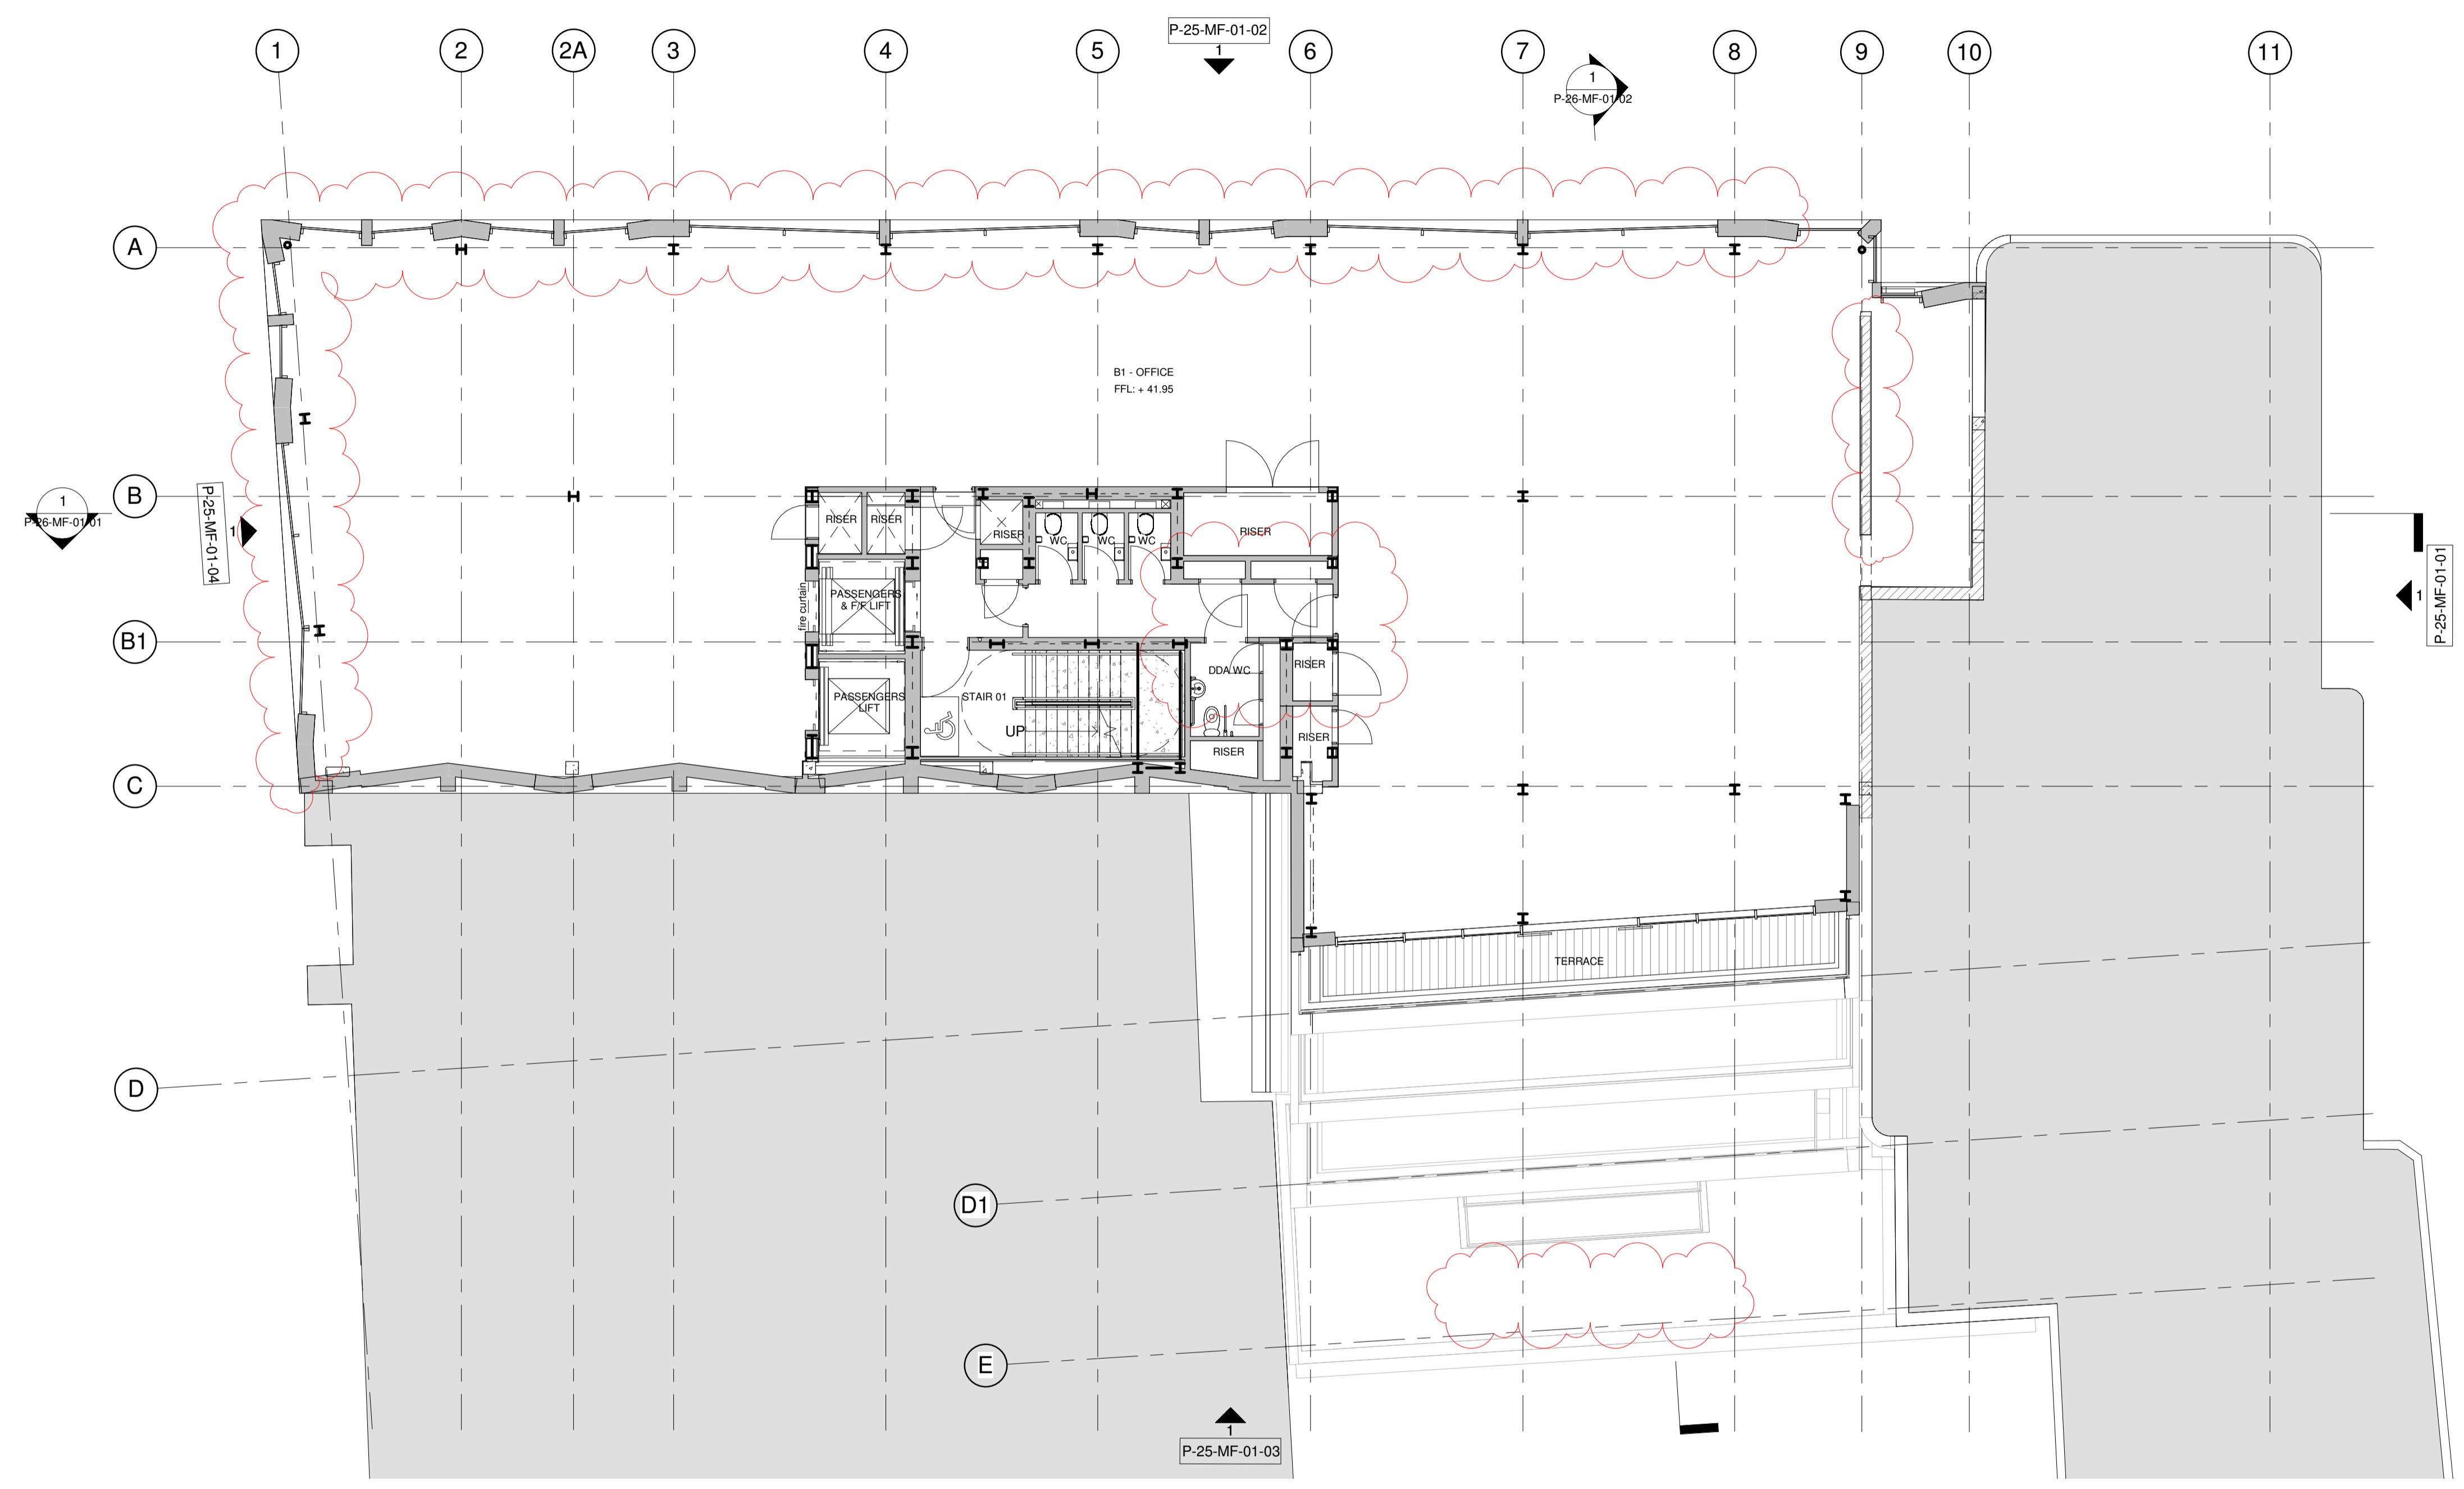 P-25-MF-01-02
1
1
P-26-MF-01-02
1
2
2A
3
4
5
6
7
8
9
10
11
A
B1 - OFFICE
FFL: + 41.95
B
1
P-26-MF-01-01
P-25-MF-01-04
1
RISER
RISER
RISER
WC
WC
WC
RISER
fire curtain
PASSENGERS
& F/F LIFT
P-25-MF-01-01
1
B1
RISER
DDA WC
PASSENGERS
LIFT
STAIR 01
UP
RISER
RISER
C
TERRACE
D
D1
E
1
P-25-MF-01-03